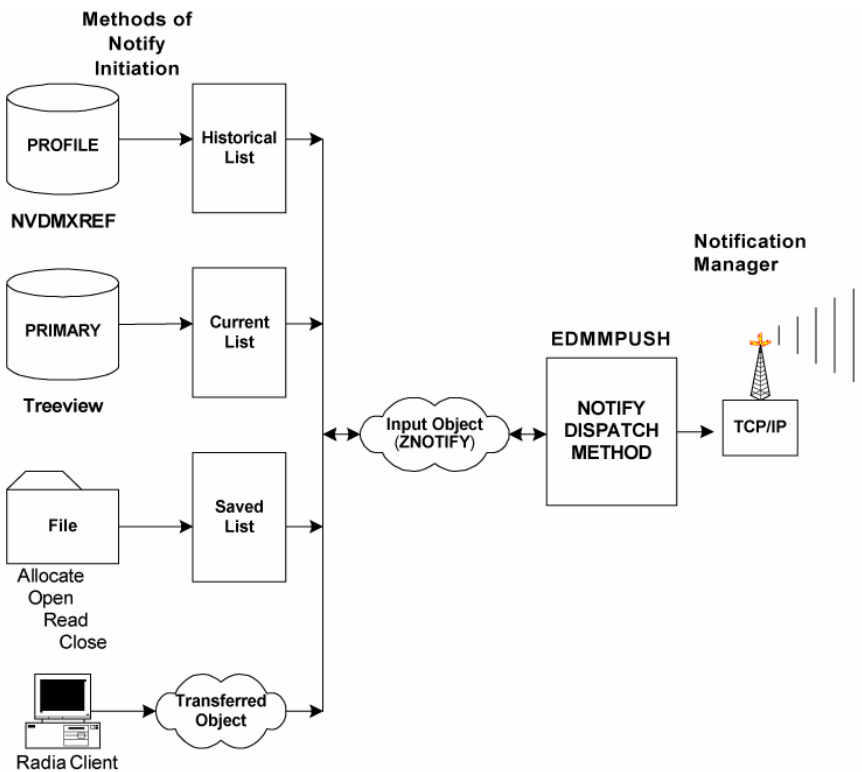 Methods of
Notify
Initiation
PROFILE
Historical
List
NVDMXREF
Notification
Manager
PRIMARY
Current
List
EDMMPUSH
Treeview
Input Object
(ZNOTIFY)
NOTIFY
DISPATCH
METHOD
TCP/IP
File
Saved
List
Allocate
Open
Read
Close
Transferred
Object
Radia Client